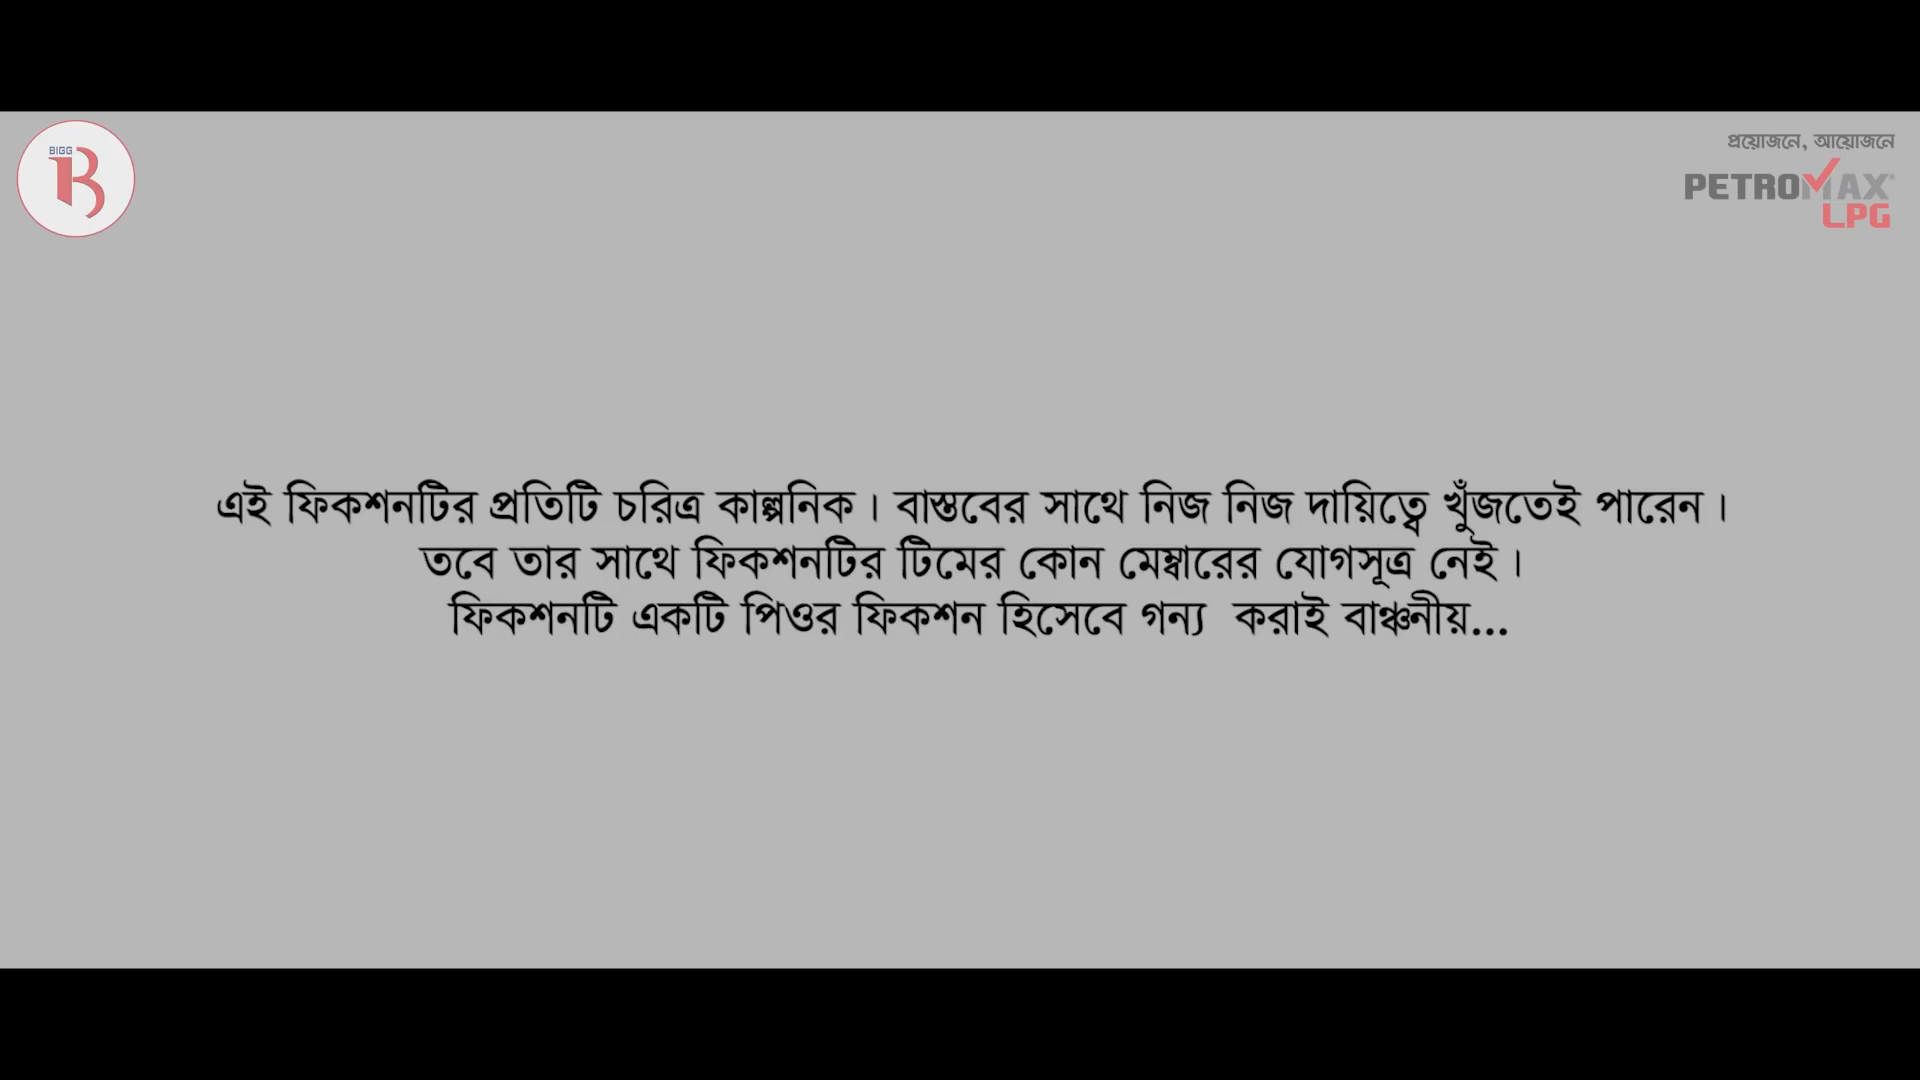 BIGG
B
প্রয়োজনে, আয়োজনে
PETROMAX
LPG
এই ফিকশনটির প্রতিটি চরিত্র কাল্পনিক। বাস্তবের সাথে নিজ নিজ দায়িত্বে খুঁজতেই পারেন।
তবে তার সাথে ফিকশনটির টিমের কোন মেম্বারের যোগসূত্র নেই।
ফিকশনটি একটি পিওর ফিকশন হিসেবে গন্য করাই বাঞ্চনীয়...